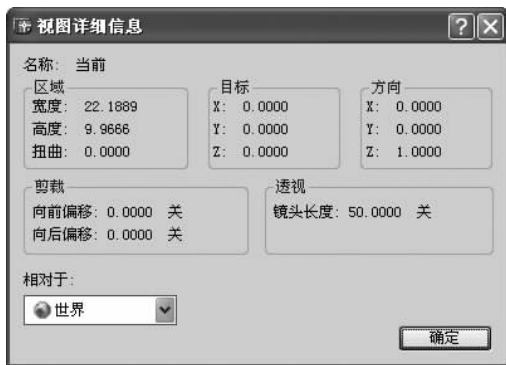 视图详细信息
名称: 当前
区域
宽度: 22.1889
高度: 9.9666
扭曲: 0.0000
目标
X: 0.0000
Y: 0.0000
Z: 0.0000
方向
X: 0.0000
Y: 0.0000
Z: 1.0000
剪裁
向前偏移: 0.0000 关
向后偏移: 0.0000 关
透视
镜头长度: 50.0000 关
相对于:
世界
确定